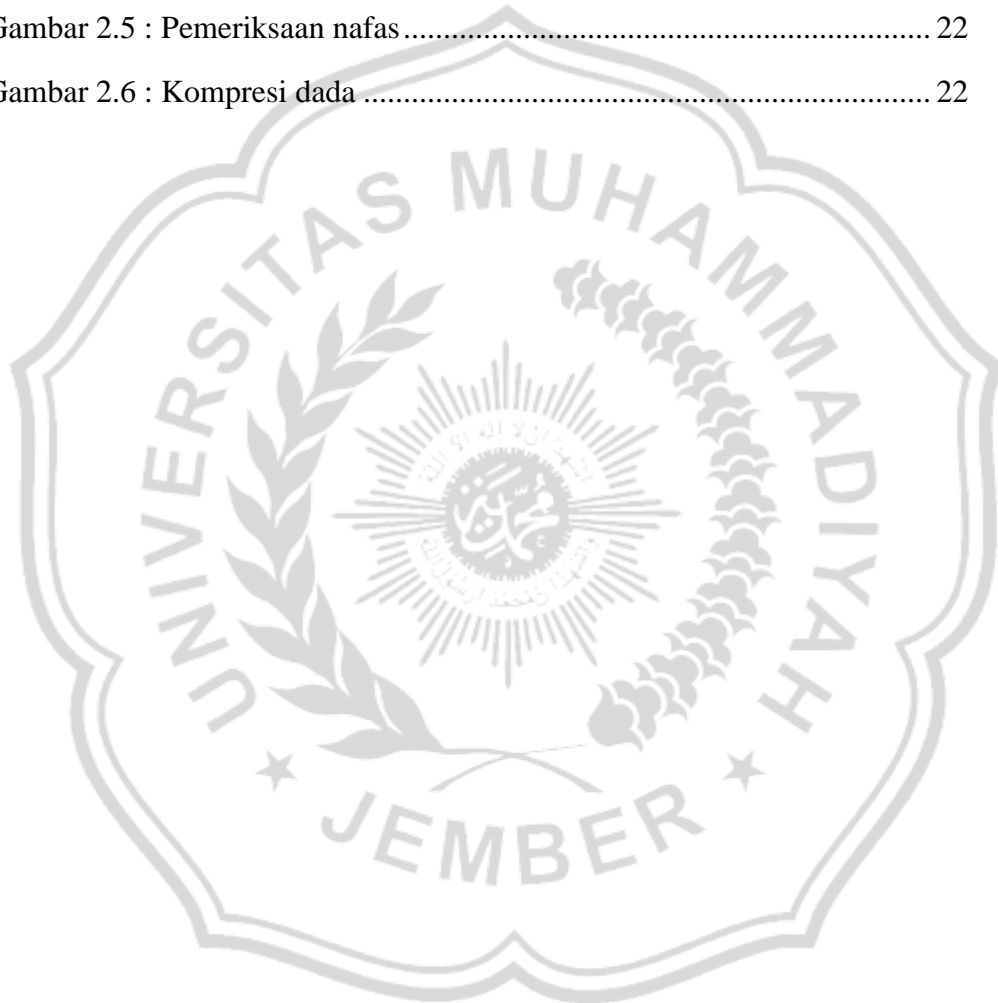 Gambar 2.5 : Pemeriksaan nafas.................................................................. 22
Gambar 2.6 : Kompresi dada ....................................................................... 22
UNIVERSITAS MUHAMMADIYAH
JEMBER